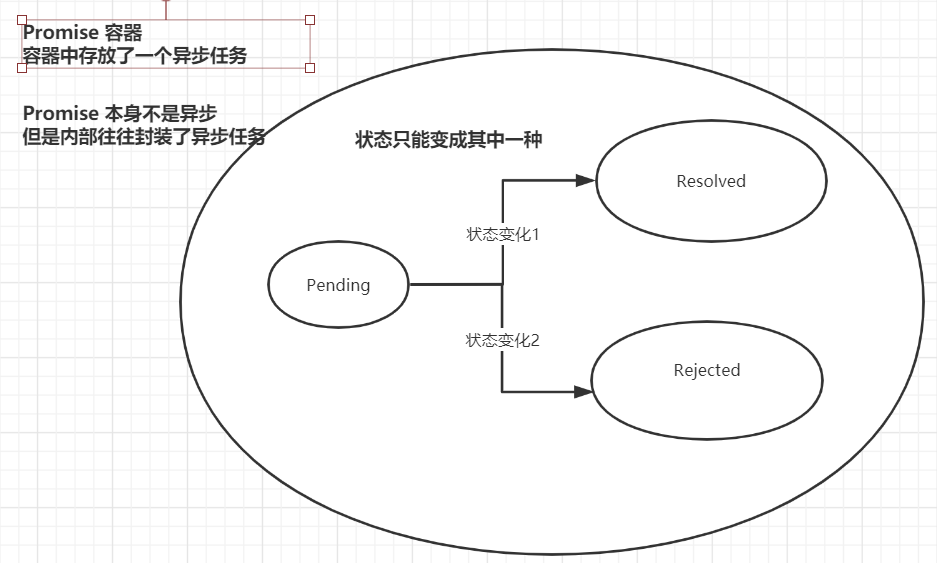 Promise 容器
容器中存放了一个异步任务
Promise 本身不是异步
但是内部往往封装了异步任务
状态只能变成其中一种
Resolved
状态变化1
Pending
状态变化2
Rejected